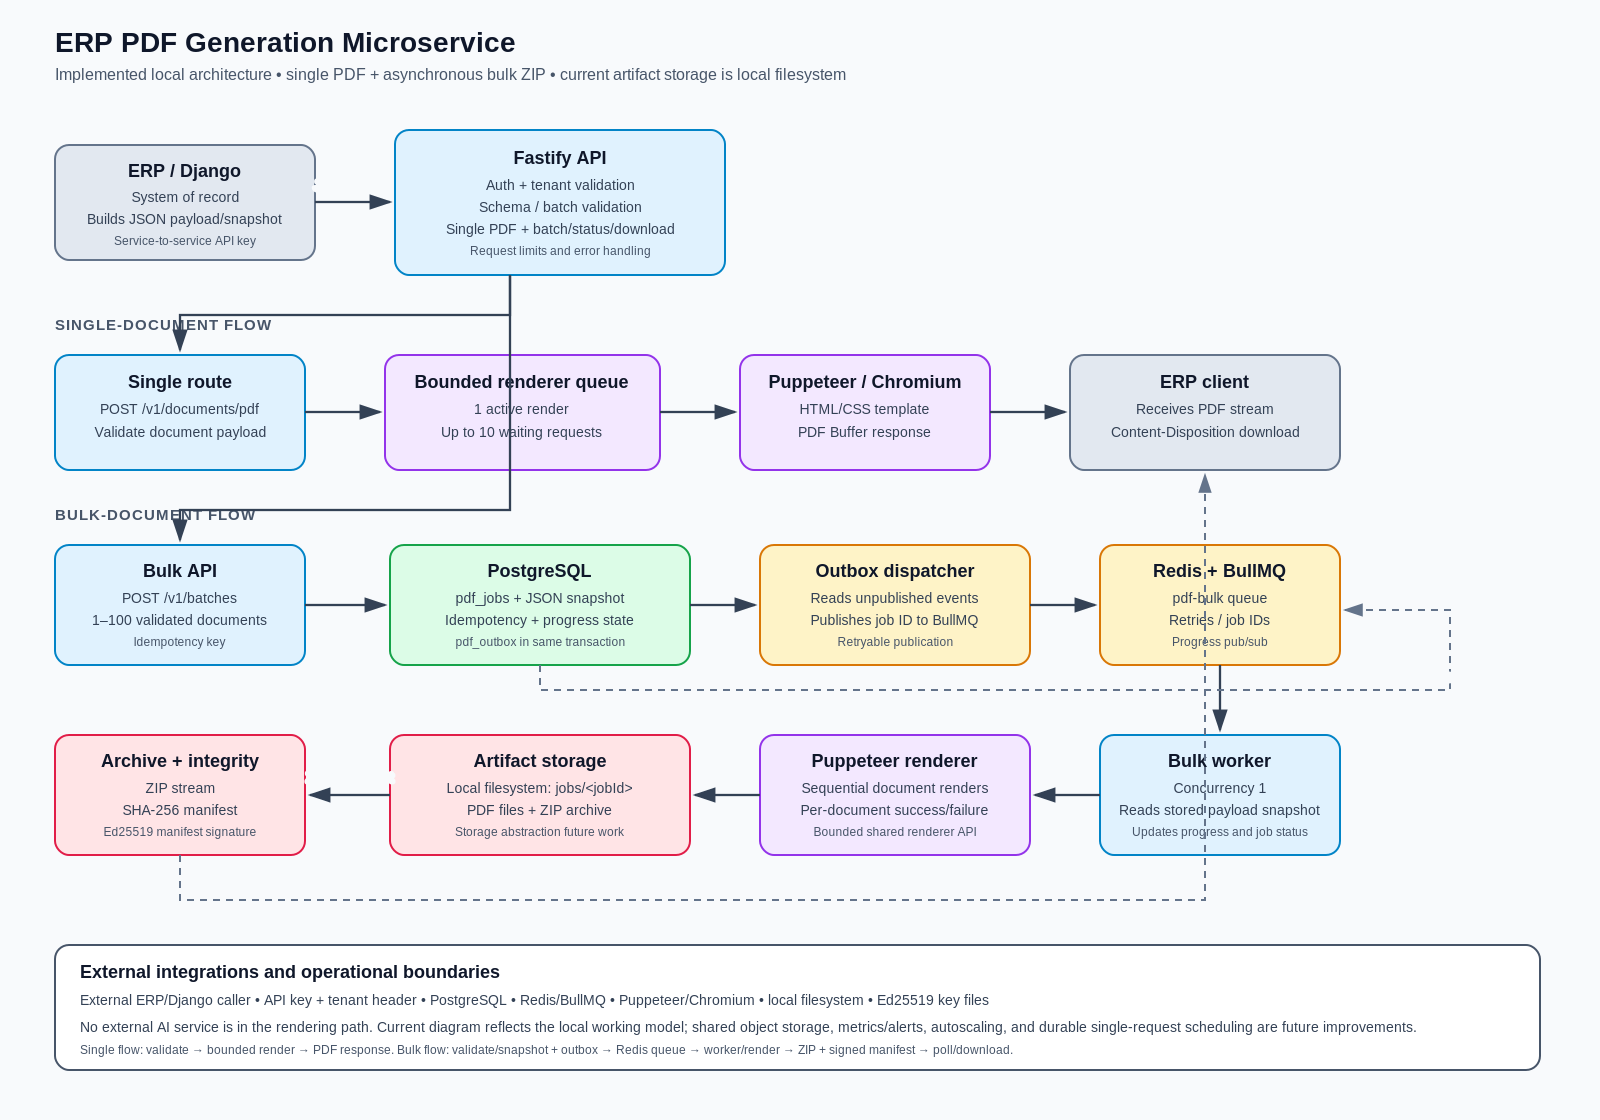 ERP PDF Generation Microservice
Implemented local architecture • single PDF + asynchronous bulk ZIP • current artifact storage is local filesystem
ERP / Django
System of record
Builds JSON payload/snapshot
Service-to-service API key
Fastify API
Auth + tenant validation
Schema / batch validation
Single PDF + batch/status/download
Request limits and error handling
SINGLE-DOCUMENT FLOW
Single route
POST /v1/documents/pdf
Validate document payload
Bounded renderer queue
1 active render
Up to 10 waiting requests
Puppeteer / Chromium
HTML/CSS template
PDF Buffer response
ERP client
Receives PDF stream
Content-Disposition download
BULK-DOCUMENT FLOW
Bulk API
POST /v1/batches
1–100 validated documents
Idempotency key
PostgreSQL
pdf_jobs + JSON snapshot
Idempotency + progress state
pdf_outbox in same transaction
Outbox dispatcher
Reads unpublished events
Publishes job ID to BullMQ
Retryable publication
Redis + BullMQ
pdf-bulk queue
Retries / job IDs
Progress pub/sub
Archive + integrity
ZIP stream
SHA-256 manifest
Ed25519 manifest signature
Artifact storage
Local filesystem: jobs/<jobId>
PDF files + ZIP archive
Storage abstraction future work
Puppeteer renderer
Sequential document renders
Per-document success/failure
Bounded shared renderer API
Bulk worker
Concurrency 1
Reads stored payload snapshot
Updates progress and job status
External integrations and operational boundaries
External ERP/Django caller • API key + tenant header • PostgreSQL • Redis/BullMQ • Puppeteer/Chromium • local filesystem • Ed25519 key files
No external AI service is in the rendering path. Current diagram reflects the local working model; shared object storage, metrics/alerts, autoscaling, and durable single-request scheduling are future improvements.
Single flow: validate → bounded render → PDF response. Bulk flow: validate/snapshot + outbox → Redis queue → worker/render → ZIP + signed manifest → poll/download.